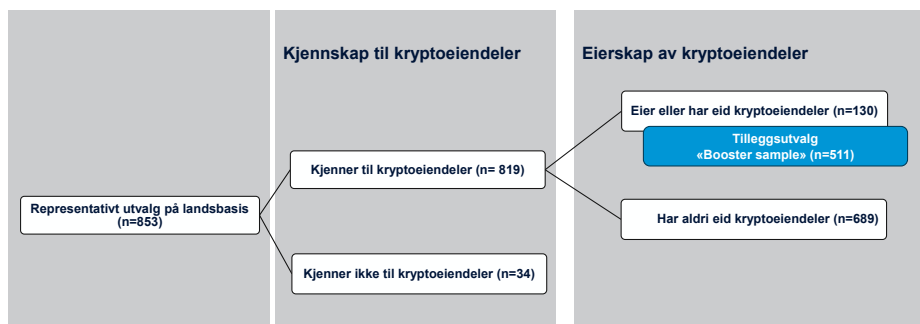 Kjennskap til kryptoeiendeler
Eierskap av kryptoeiendeler
Eier eller har eid kryptoeiendeler (n=130)
Tilleggsutvalg
«Booster sample» (n=511)
Kjenner til kryptoeiendeler (n= 819)
Representativt utvalg på landsbasis
(n=853)
Har aldri eid kryptoeiendeler (n=689)
Kjenner ikke til kryptoeiendeler (n=34)